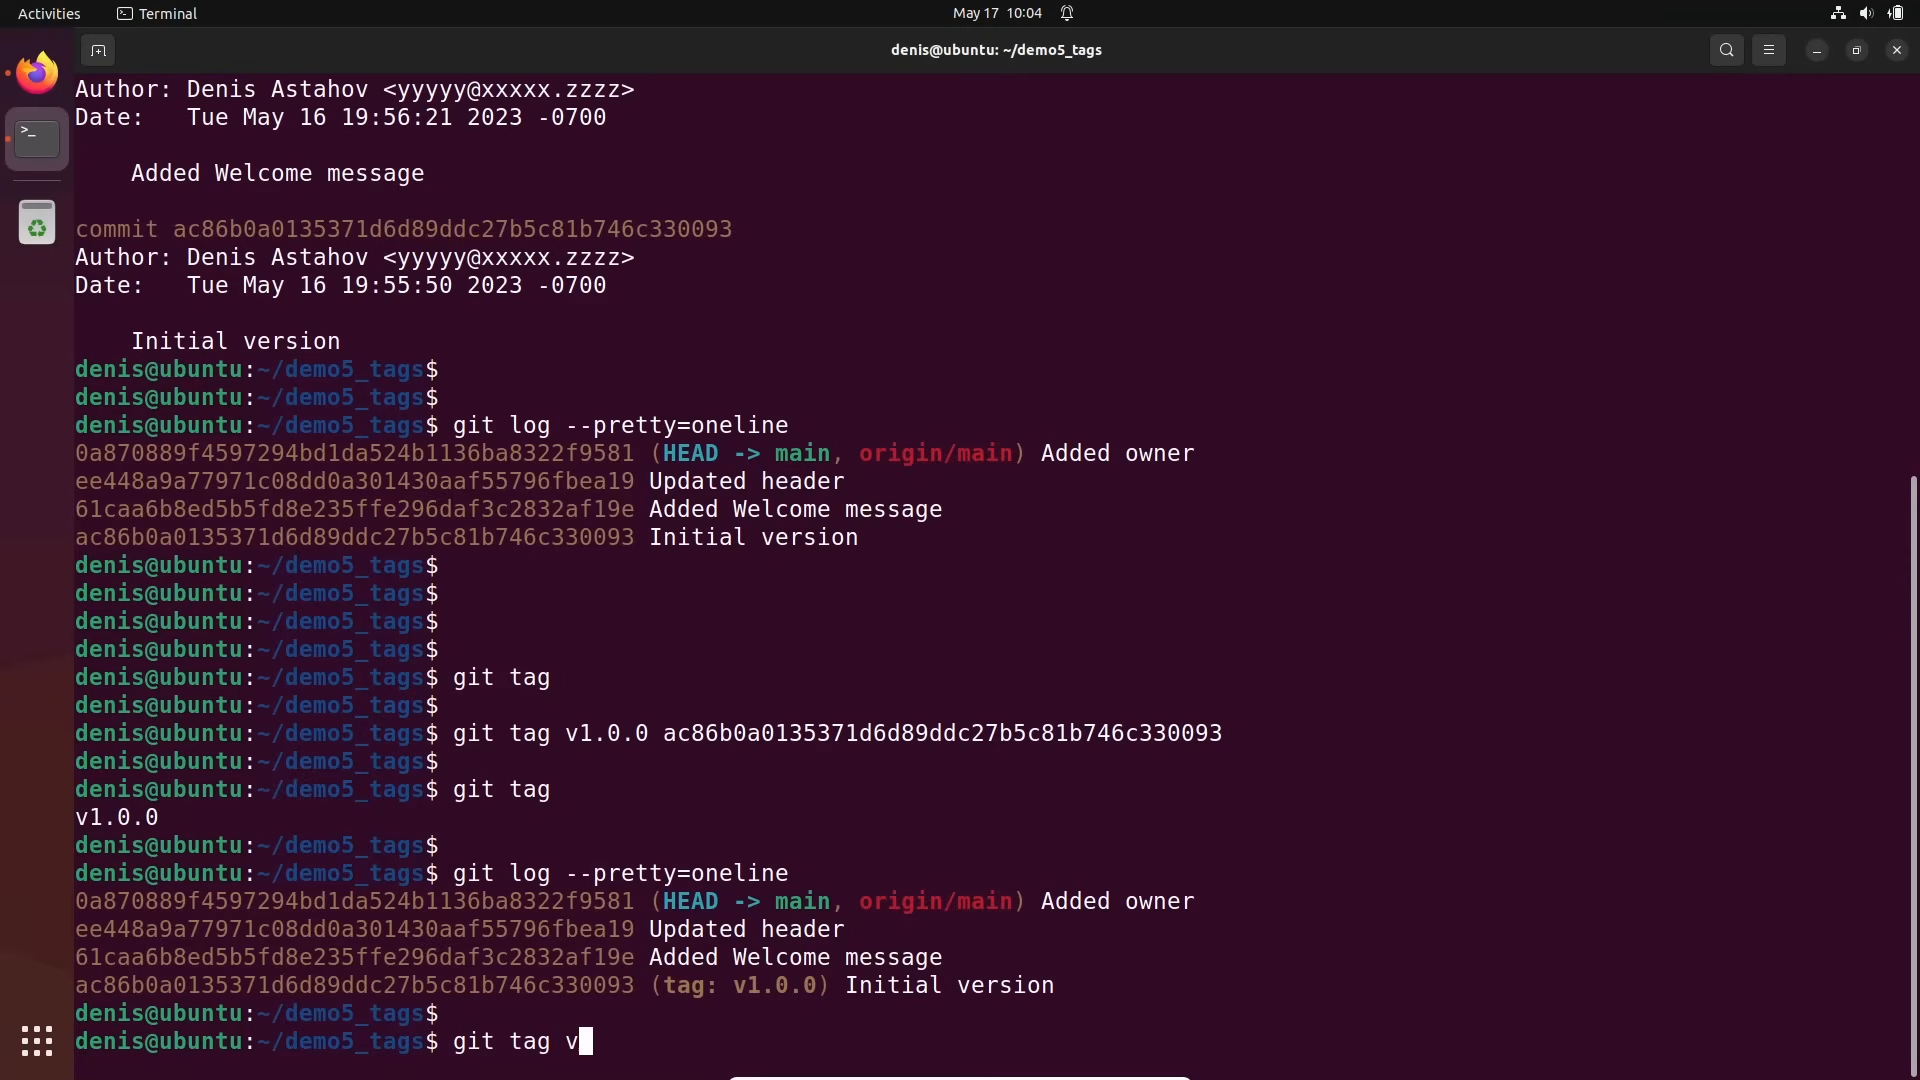 Activities Terminal May 17 10:04
denis@ubuntu: ~/demo5_tags
Author: Denis Astahov <yyyyy@xxxxx.zzzz>
Date:   Tue May 16 19:56:21 2023 -0700
    Added Welcome message
commit ac86b0a0135371d6d89ddc27b5c81b746c330093
Author: Denis Astahov <yyyyy@xxxxx.zzzz>
Date:   Tue May 16 19:55:50 2023 -0700
    Initial version
denis@ubuntu:~/demo5_tags$
denis@ubuntu:~/demo5_tags$
denis@ubuntu:~/demo5_tags$ git log --pretty=oneline
0a870889f4597294bd1da524b1136ba8322f9581 (HEAD -> main, origin/main) Added owner
ee448a9a77971c08dd0a301430aaf55796fbea19 Updated header
61caa6b8ed5b5fd8e235ffe296daf3c2832af19e Added Welcome message
ac86b0a0135371d6d89ddc27b5c81b746c330093 Initial version
denis@ubuntu:~/demo5_tags$
denis@ubuntu:~/demo5_tags$
denis@ubuntu:~/demo5_tags$
denis@ubuntu:~/demo5_tags$
denis@ubuntu:~/demo5_tags$ git tag
denis@ubuntu:~/demo5_tags$
denis@ubuntu:~/demo5_tags$ git tag v1.0.0 ac86b0a0135371d6d89ddc27b5c81b746c330093
denis@ubuntu:~/demo5_tags$
denis@ubuntu:~/demo5_tags$ git tag
v1.0.0
denis@ubuntu:~/demo5_tags$
denis@ubuntu:~/demo5_tags$ git log --pretty=oneline
0a870889f4597294bd1da524b1136ba8322f9581 (HEAD -> main, origin/main) Added owner
ee448a9a77971c08dd0a301430aaf55796fbea19 Updated header
61caa6b8ed5b5fd8e235ffe296daf3c2832af19e Added Welcome message
ac86b0a0135371d6d89ddc27b5c81b746c330093 (tag: v1.0.0) Initial version
denis@ubuntu:~/demo5_tags$
denis@ubuntu:~/demo5_tags$ git tag v